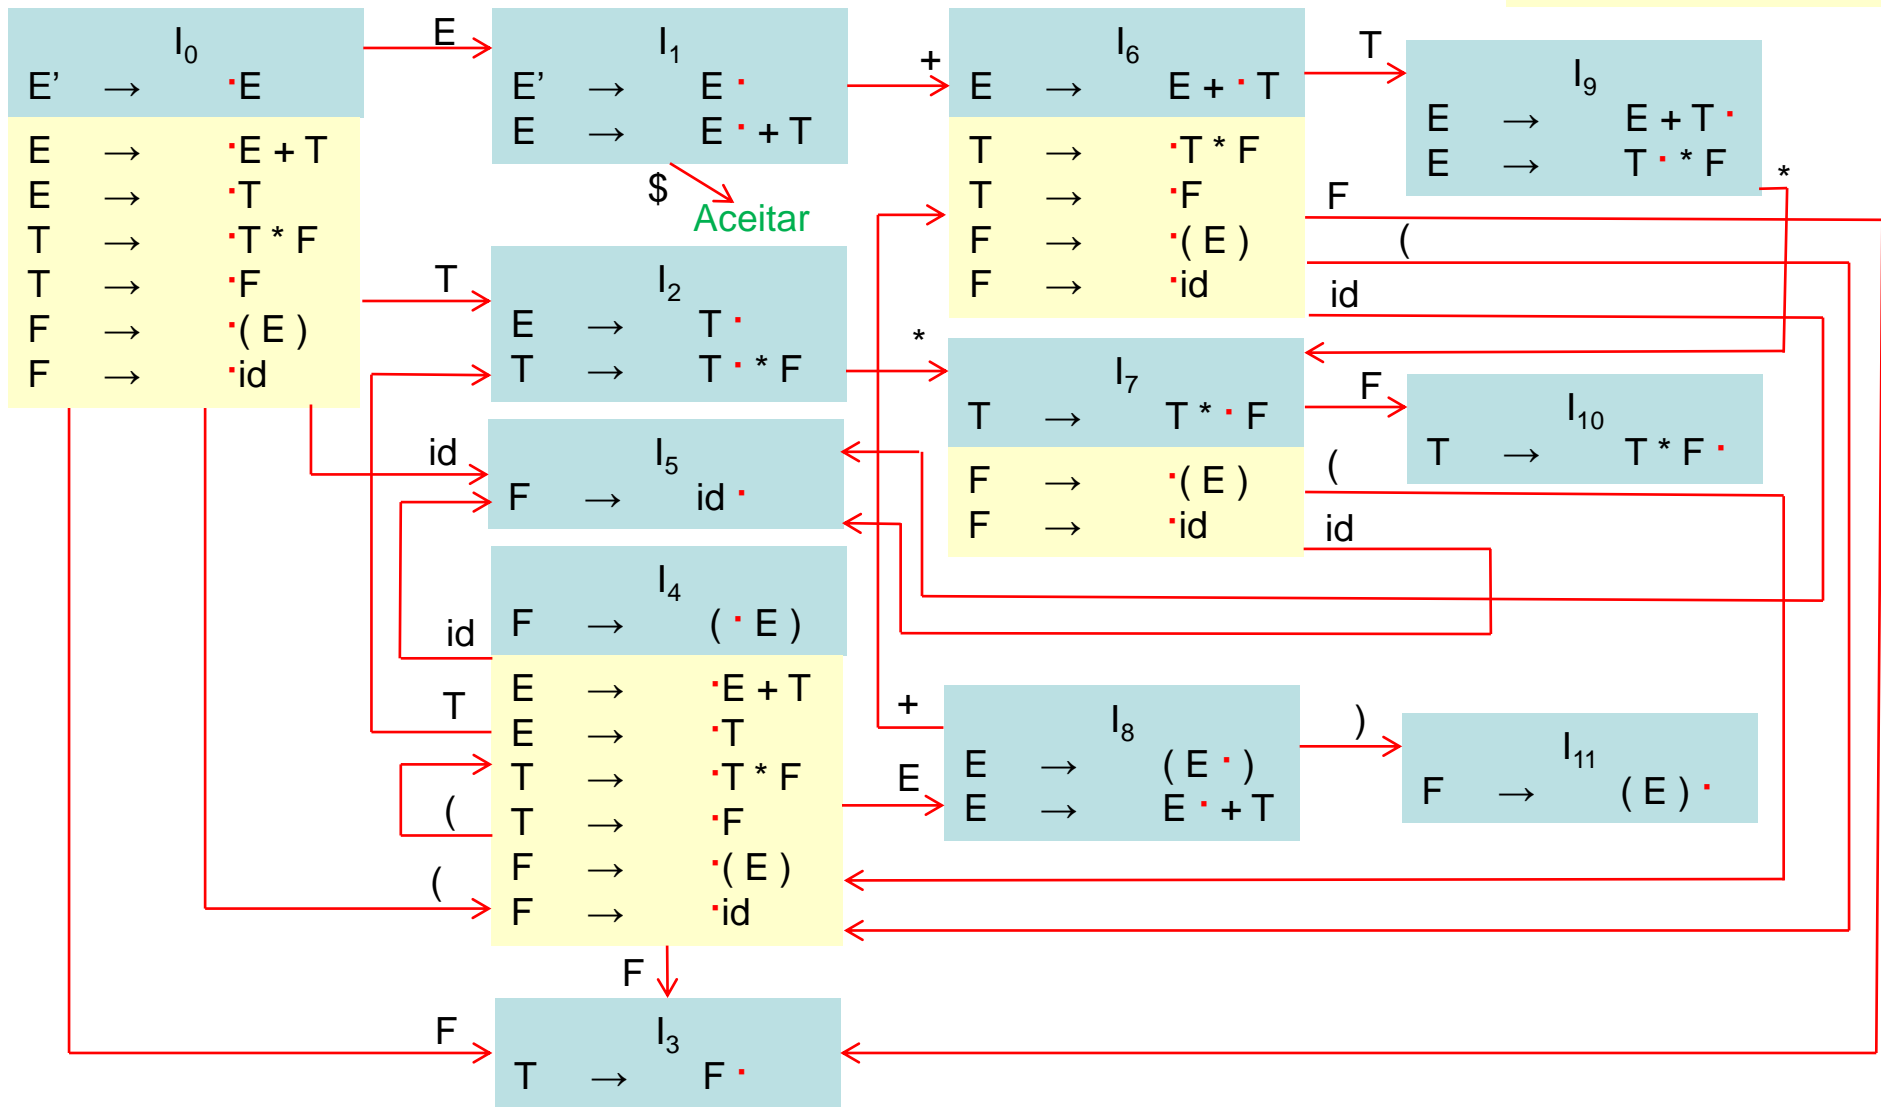 I0
E' → ·E
E → ·E + T
E → ·T
T → ·T * F
T → ·F
F → ·( E )
F → ·id
E
I1
E' → E ·
E → E · + T
$
Aceitar
+
I6
E → E + · T
T → ·T * F
T → ·F
F → ·( E )
F → ·id
T
I9
E → E + T ·
E → T · * F
*
F
(
id
T
I2
E → T ·
T → T · * F
*
I7
T → T * · F
F → ·( E )
F → ·id
F
I10
T → T * F ·
(
id
id
I5
F → id ·
I4
F → ( · E )
E → ·E + T
E → ·T
T → ·T * F
T → ·F
F → ·( E )
F → ·id
id
T
(
(
E
+
I8
E → ( E · )
E → E · + T
)
I11
F → ( E ) ·
F
F
I3
T → F ·